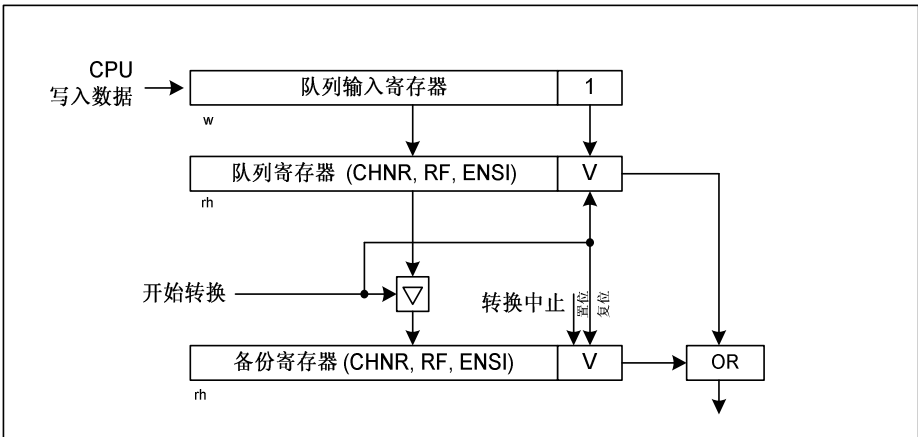 CPU
写入数据
队列输入寄存器 1
w
队列寄存器 (CHNR, RF, ENSI) V
rh
开始转换
转换中止
置位
复位
备份寄存器 (CHNR, RF, ENSI) V
OR
rh